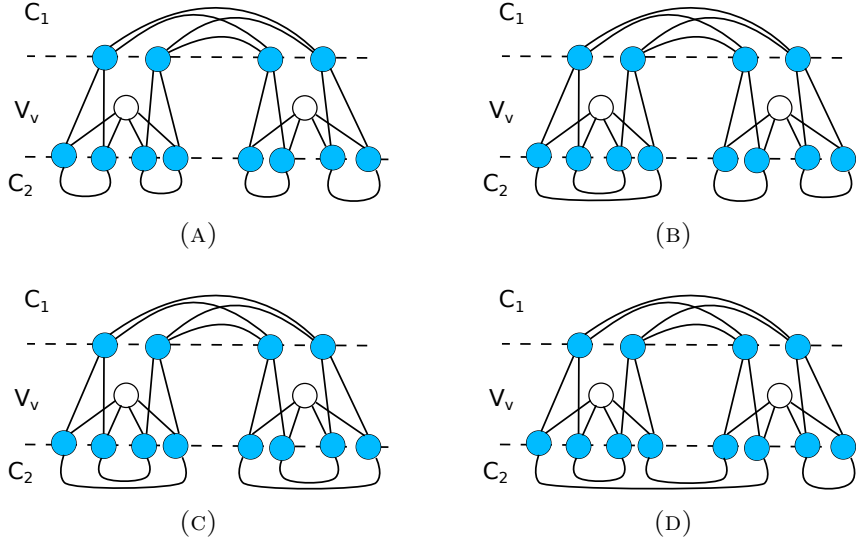 C₁ C₁
Vᵥ Vᵥ
C₂ C₂
(A) (B)
C₁ C₁
Vᵥ Vᵥ
C₂ C₂
(C) (D)